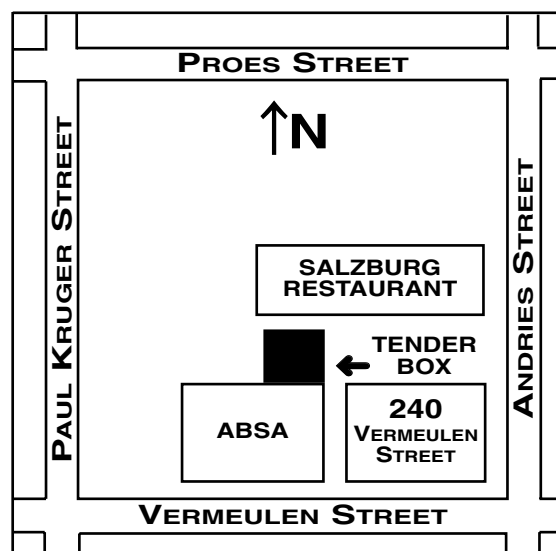 PROES STREET
N
PAUL KRUGER STREET
ANDRIES STREET
SALZBURG
RESTAURANT
TENDER
BOX
ABSA
240
VERMEULEN
STREET
VERMEULEN STREET